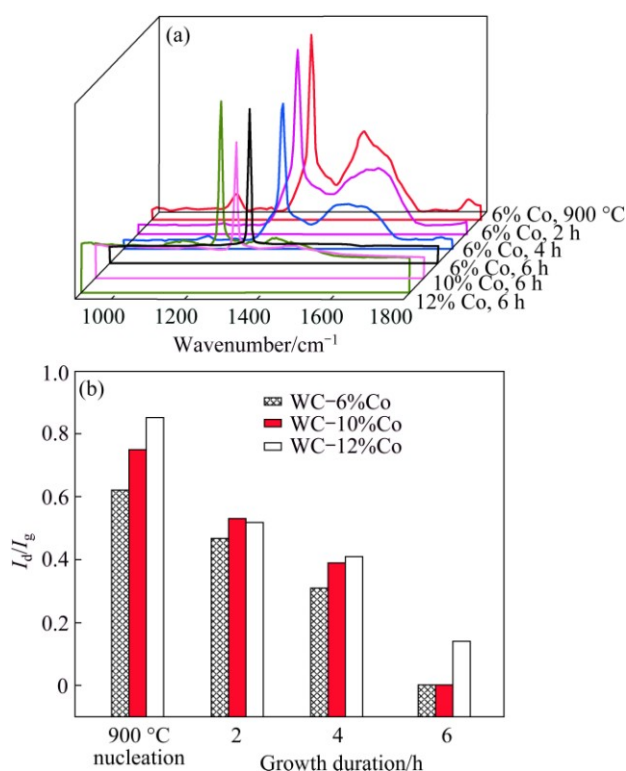 (a)
6% Co, 900 °C
6% Co, 2 h
6% Co, 4 h
6% Co, 6 h
10% Co, 6 h
12% Co, 6 h
1000 1200 1400 1600 1800
Wavenumber/cm⁻¹
(b)
1.0
0.8
0.6
0.4
0.2
0
I_d/I_g
WC−6%Co
WC−10%Co
WC−12%Co
900 °C 2 4 6
nucleation Growth duration/h